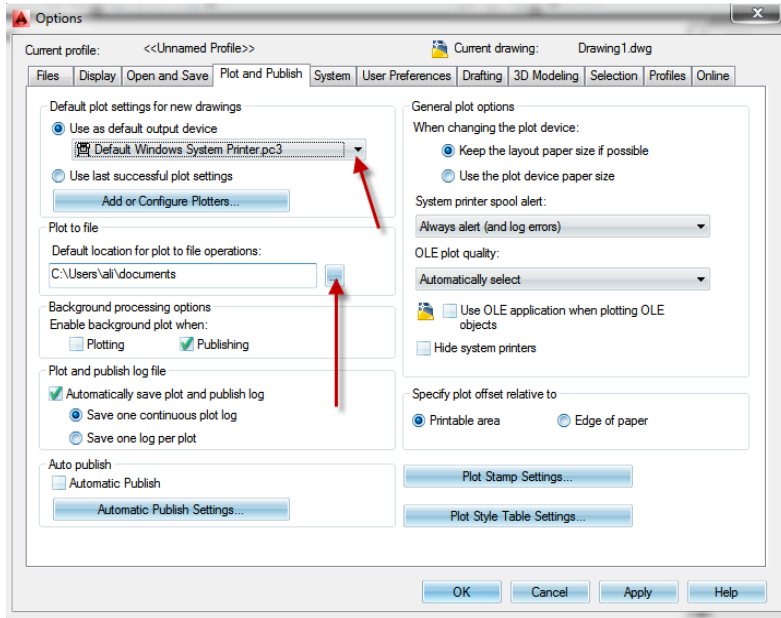 Options
Current profile: <<Unnamed Profile>> Current drawing: Drawing1.dwg
Files Display Open and Save Plot and Publish System User Preferences Drafting 3D Modeling Selection Profiles Online
Default plot settings for new drawings
Use as default output device
Default Windows System Printer.pc3
Use last successful plot settings
Add or Configure Plotters...
Plot to file
Default location for plot to file operations:
C:\Users\ali\documents
...
Background processing options
Enable background plot when:
Plotting Publishing
Plot and publish log file
Automatically save plot and publish log
Save one continuous plot log
Save one log per plot
Auto publish
Automatic Publish
Automatic Publish Settings...
General plot options
When changing the plot device:
Keep the layout paper size if possible
Use the plot device paper size
System printer spool alert:
Always alert (and log errors)
OLE plot quality:
Automatically select
Use OLE application when plotting OLE
objects
Hide system printers
Specify plot offset relative to
Printable area Edge of paper
Plot Stamp Settings...
Plot Style Table Settings...
OK Cancel Apply Help